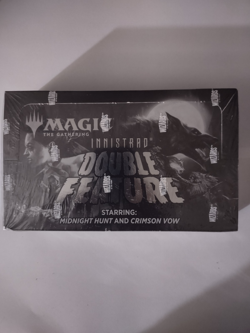 MAGIC
THE GATHERING
INNISTRAD®
DOUBLE
FEATURE
STARRING:
MIDNIGHT HUNT AND CRIMSON VOW